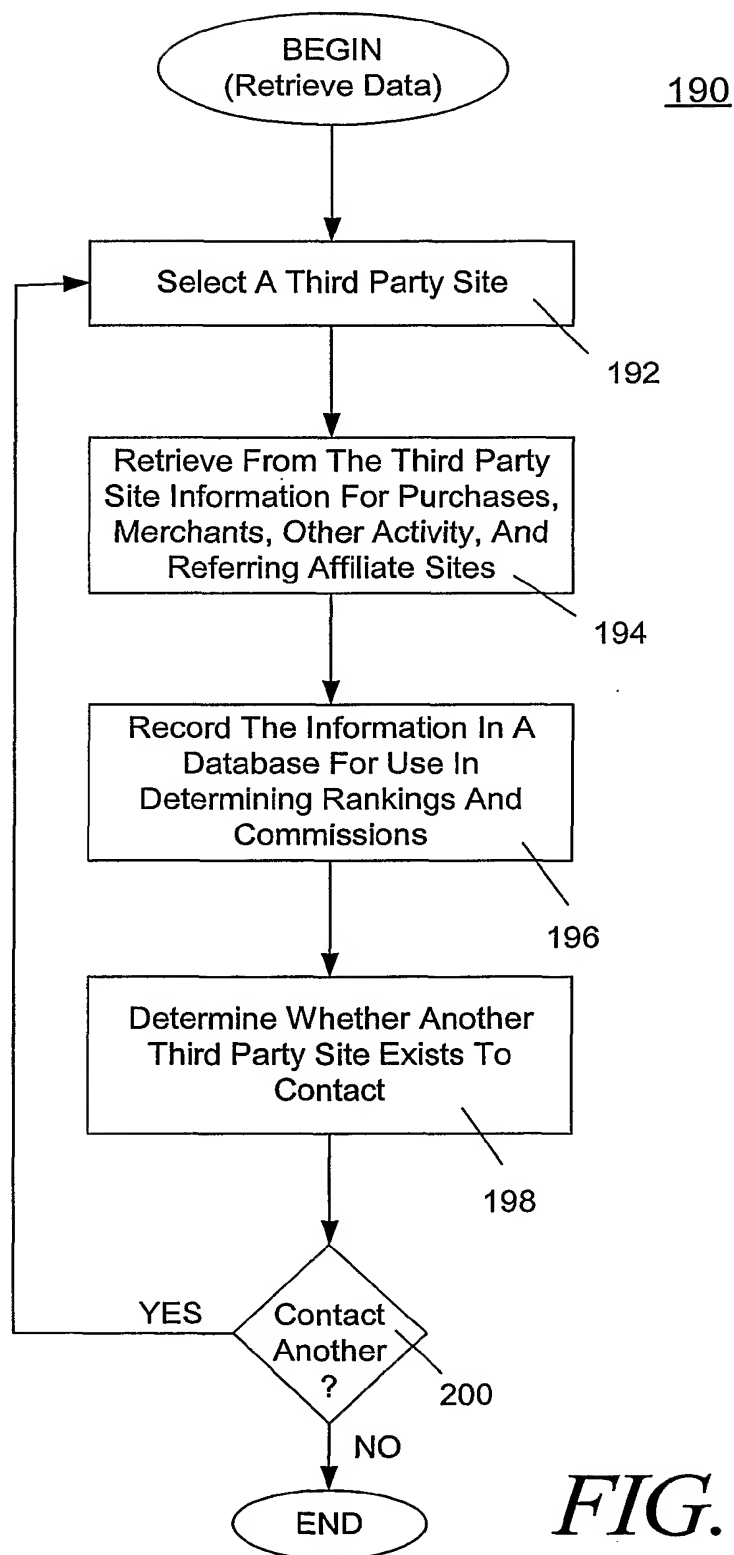 BEGIN
(Retrieve Data)
190
Select A Third Party Site
192
Retrieve From The Third Party
Site Information For Purchases,
Merchants, Other Activity, And
Referring Affiliate Sites
194
Record The Information In A
Database For Use In
Determining Rankings And
Commissions
196
Determine Whether Another
Third Party Site Exists To
Contact
198
YES
Contact
Another
?
200
NO
END
FIG.